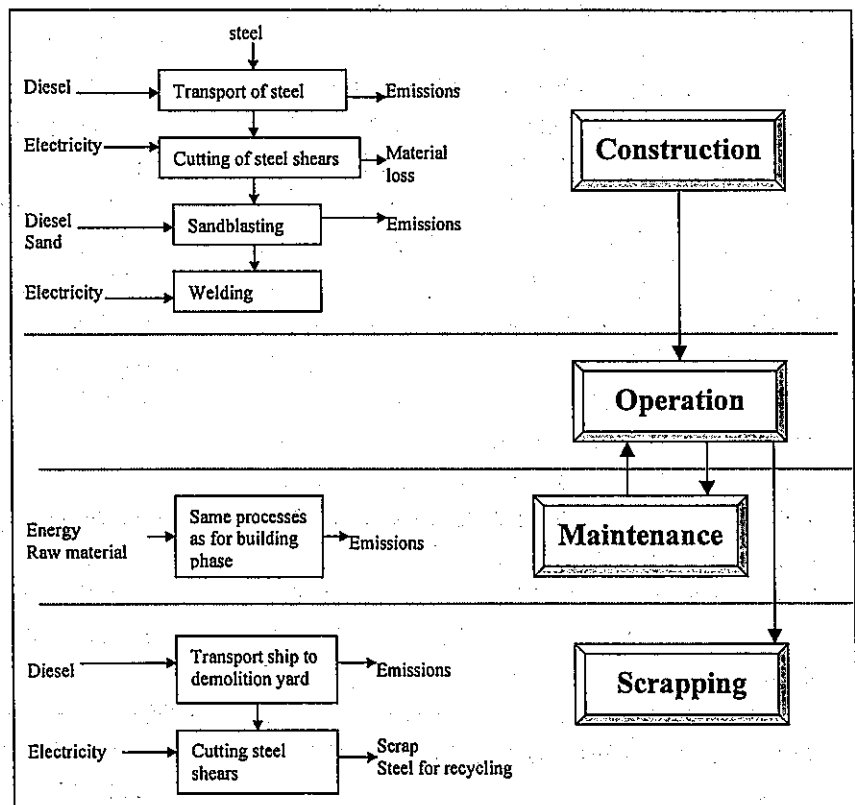 steel
Diesel
Transport of steel
Emissions
Construction
Electricity
Cutting of steel shears
Material
loss
Diesel
Sand
Sandblasting
Emissions
Electricity
Welding
Operation
Energy
Raw material
Same processes
as for building
phase
Emissions
Maintenance
Diesel
Transport ship to
demolition yard
Emissions
Scrapping
Electricity
Cutting steel
shears
Scrap
Steel for recycling